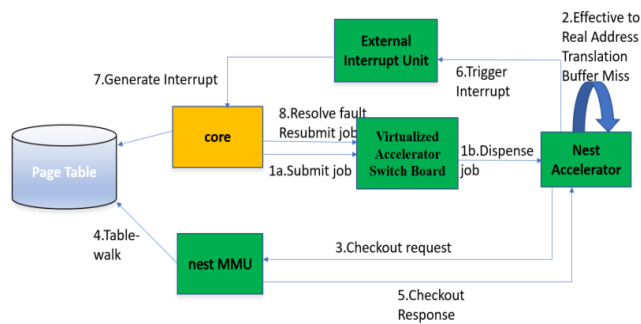 2.Effective to
Real Address
Translation
Buffer Miss
External
Interrupt Unit
7.Generate Interrupt
6.Trigger
Interrupt
8.Resolve fault
Resubmit job
core
Virtualized
Accelerator
Switch Board
1b.Dispense
job
Nest
Accelerator
Page Table
1a.Submit job
4.Table-
walk
nest MMU
3.Checkout request
5.Checkout
Response